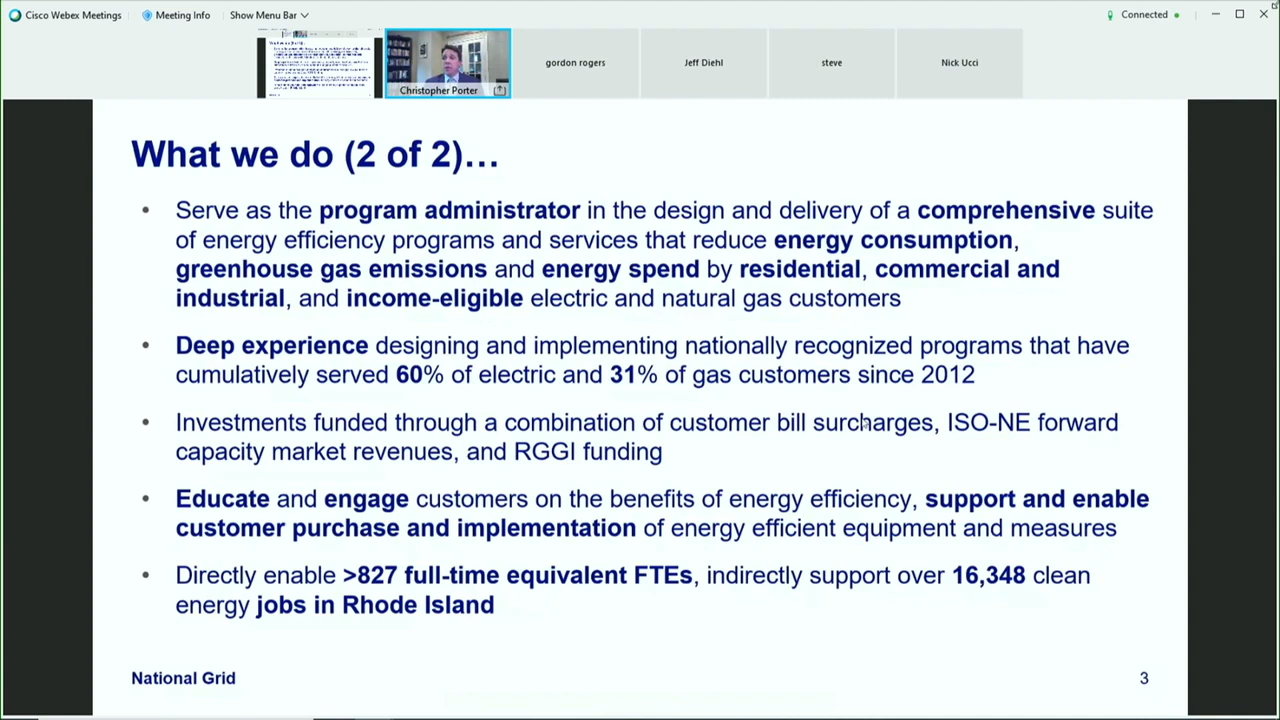 Cisco Webex Meetings
Meeting Info
Show Menu Bar
Connected
Christopher Porter
gordon rogers
Jeff Diehl
steve
Nick Ucci
What we do (2 of 2)…
• Serve as the program administrator in the design and delivery of a comprehensive suite
of energy efficiency programs and services that reduce energy consumption,
greenhouse gas emissions and energy spend by residential, commercial and
industrial, and income-eligible electric and natural gas customers
• Deep experience designing and implementing nationally recognized programs that have
cumulatively served 60% of electric and 31% of gas customers since 2012
• Investments funded through a combination of customer bill surcharges, ISO-NE forward
capacity market revenues, and RGGI funding
• Educate and engage customers on the benefits of energy efficiency, support and enable
customer purchase and implementation of energy efficient equipment and measures
• Directly enable >827 full-time equivalent FTEs, indirectly support over 16,348 clean
energy jobs in Rhode Island
National Grid
3